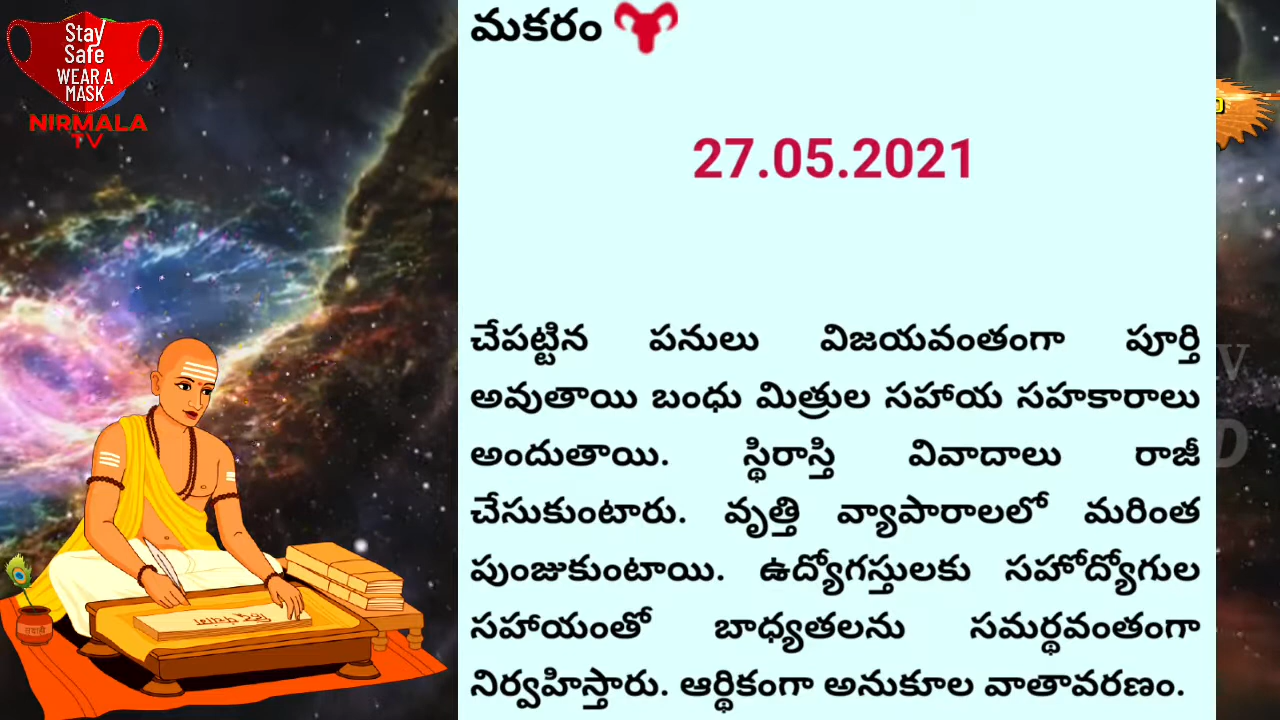 Stay
Safe
WEAR A
MASK
NIRMALA
TV
మకరం
27.05.2021
చేపట్టిన పనులు విజయవంతంగా పూర్తి
అవుతాయి బంధు మిత్రుల సహాయ సహకారాలు
అందుతాయి. స్థిరాస్తి వివాదాలు రాజీ
చేసుకుంటారు. వృత్తి వ్యాపారాలలో మరింత
పుంజుకుంటాయి. ఉద్యోగస్తులకు సహోద్యోగుల
సహాయంతో బాధ్యతలను సమర్థవంతంగా
నిర్వహిస్తారు. ఆర్థికంగా అనుకూల వాతావరణం.